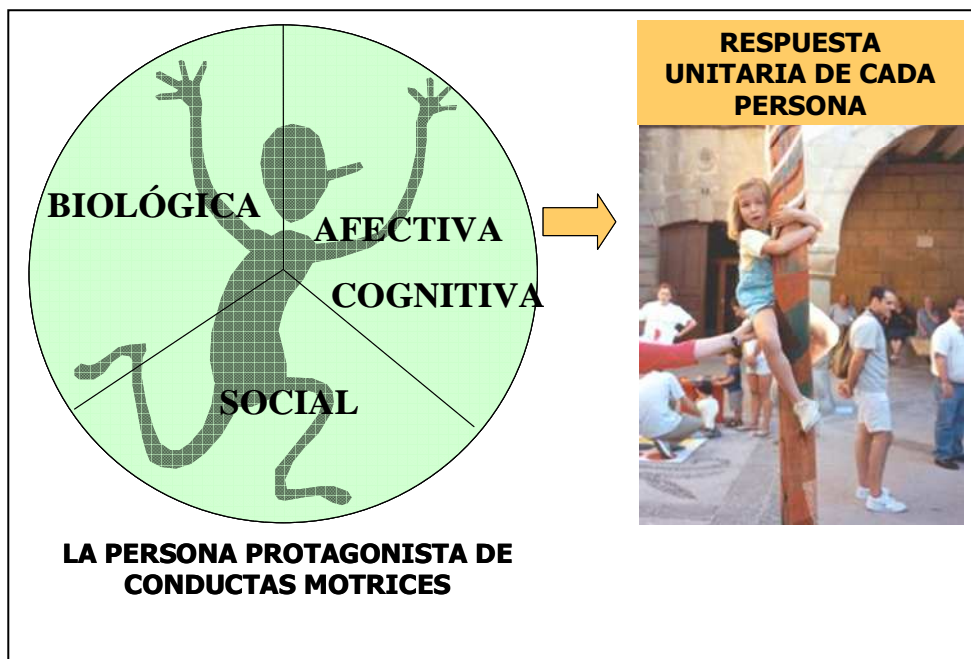 BIOLÓGICA
AFECTIVA
COGNITIVA
SOCIAL
LA PERSONA PROTAGONISTA DE
CONDUCTAS MOTRICES
RESPUESTA
UNITARIA DE CADA
PERSONA